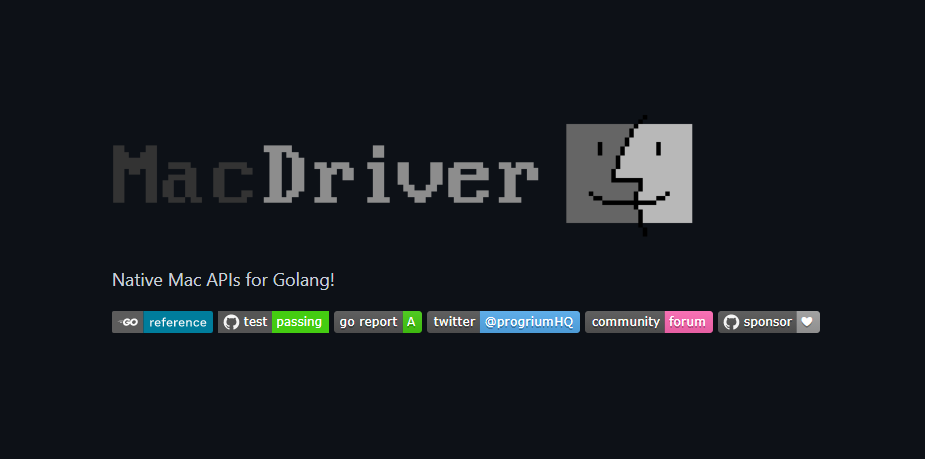 MacDriver
Native Mac APIs for Golang!
GO reference test passing go report A twitter @progriumHQ community forum sponsor